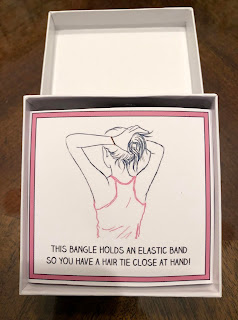 THIS BANGLE HOLDS AN ELASTIC BAND
SO YOU HAVE A HAIR TIE CLOSE AT HAND!